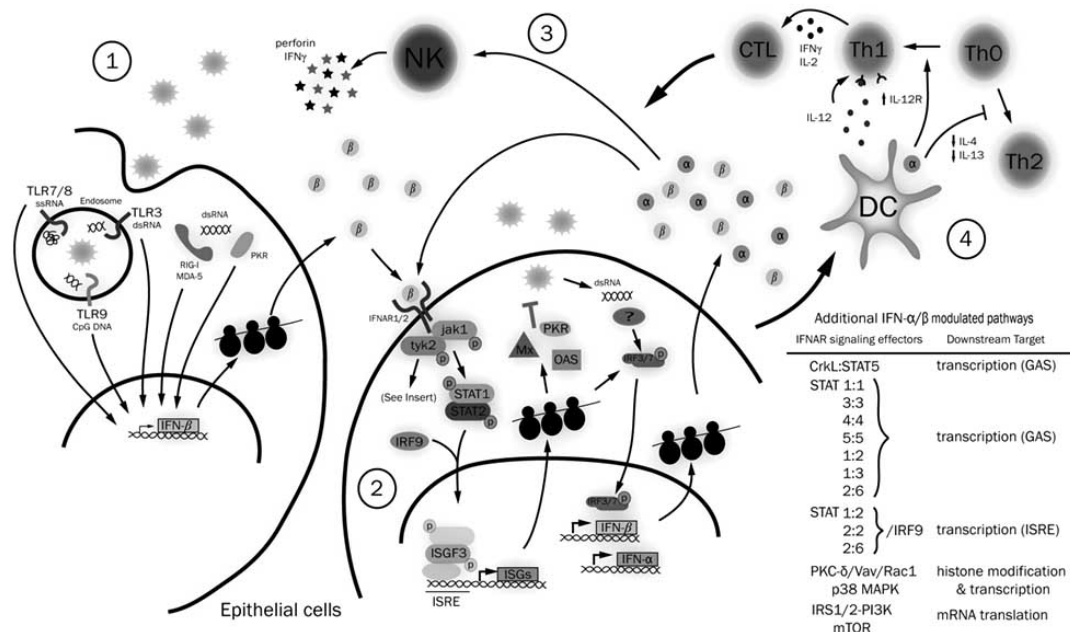 1
TLR7/8
ssRNA
Endosome
TLR3
dsRNA
dsRNA
RIG-I
MDA-5
PKR
TLR9
CpG DNA
IFN-β
Epithelial cells
perforin
IFNγ
NK
3
β
β
β
β
β
β
β
IFNAR1/2
jak1
tyk2
p
p
(See Insert)
p
STAT1
STAT2
p
IRF9
2
p
ISGF3
p
ISRE
ISGs
PKR
Mx
OAS
dsRNA
?
IRF3/7
p
IRF3/7
p
IFN-β
IFN-α
α
β
α
β
β
α
β
α
β
α
β
α
β
CTL
IFNγ
IL-2
Th1
Th0
IL-12
IL-12R
α
IL-4
IL-13
Th2
DC
4
Additional IFN-α/β modulated pathways
IFNAR signaling effectors Downstream Target
CrkL:STAT5 transcription (GAS)
STAT 1:1
3:3
4:4
5:5 transcription (GAS)
1:2
1:3
2:6
STAT 1:2
2:2 /IRF9 transcription (ISRE)
2:6
PKC-δ/Vav/Rac1 histone modification
p38 MAPK & transcription
IRS1/2-PI3K mRNA translation
mTOR